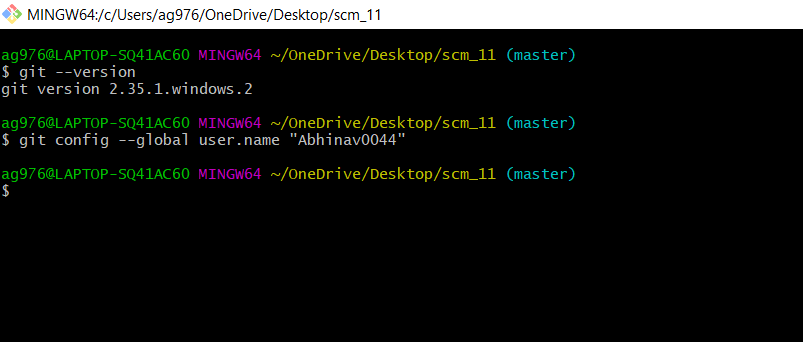 MINGW64:/c/Users/ag976/OneDrive/Desktop/scm_11
ag976@LAPTOP-SQ41AC60 MINGW64 ~/OneDrive/Desktop/scm_11 (master)
$ git --version
git version 2.35.1.windows.2
ag976@LAPTOP-SQ41AC60 MINGW64 ~/OneDrive/Desktop/scm_11 (master)
$ git config --global user.name "Abhinav0044"
ag976@LAPTOP-SQ41AC60 MINGW64 ~/OneDrive/Desktop/scm_11 (master)
$